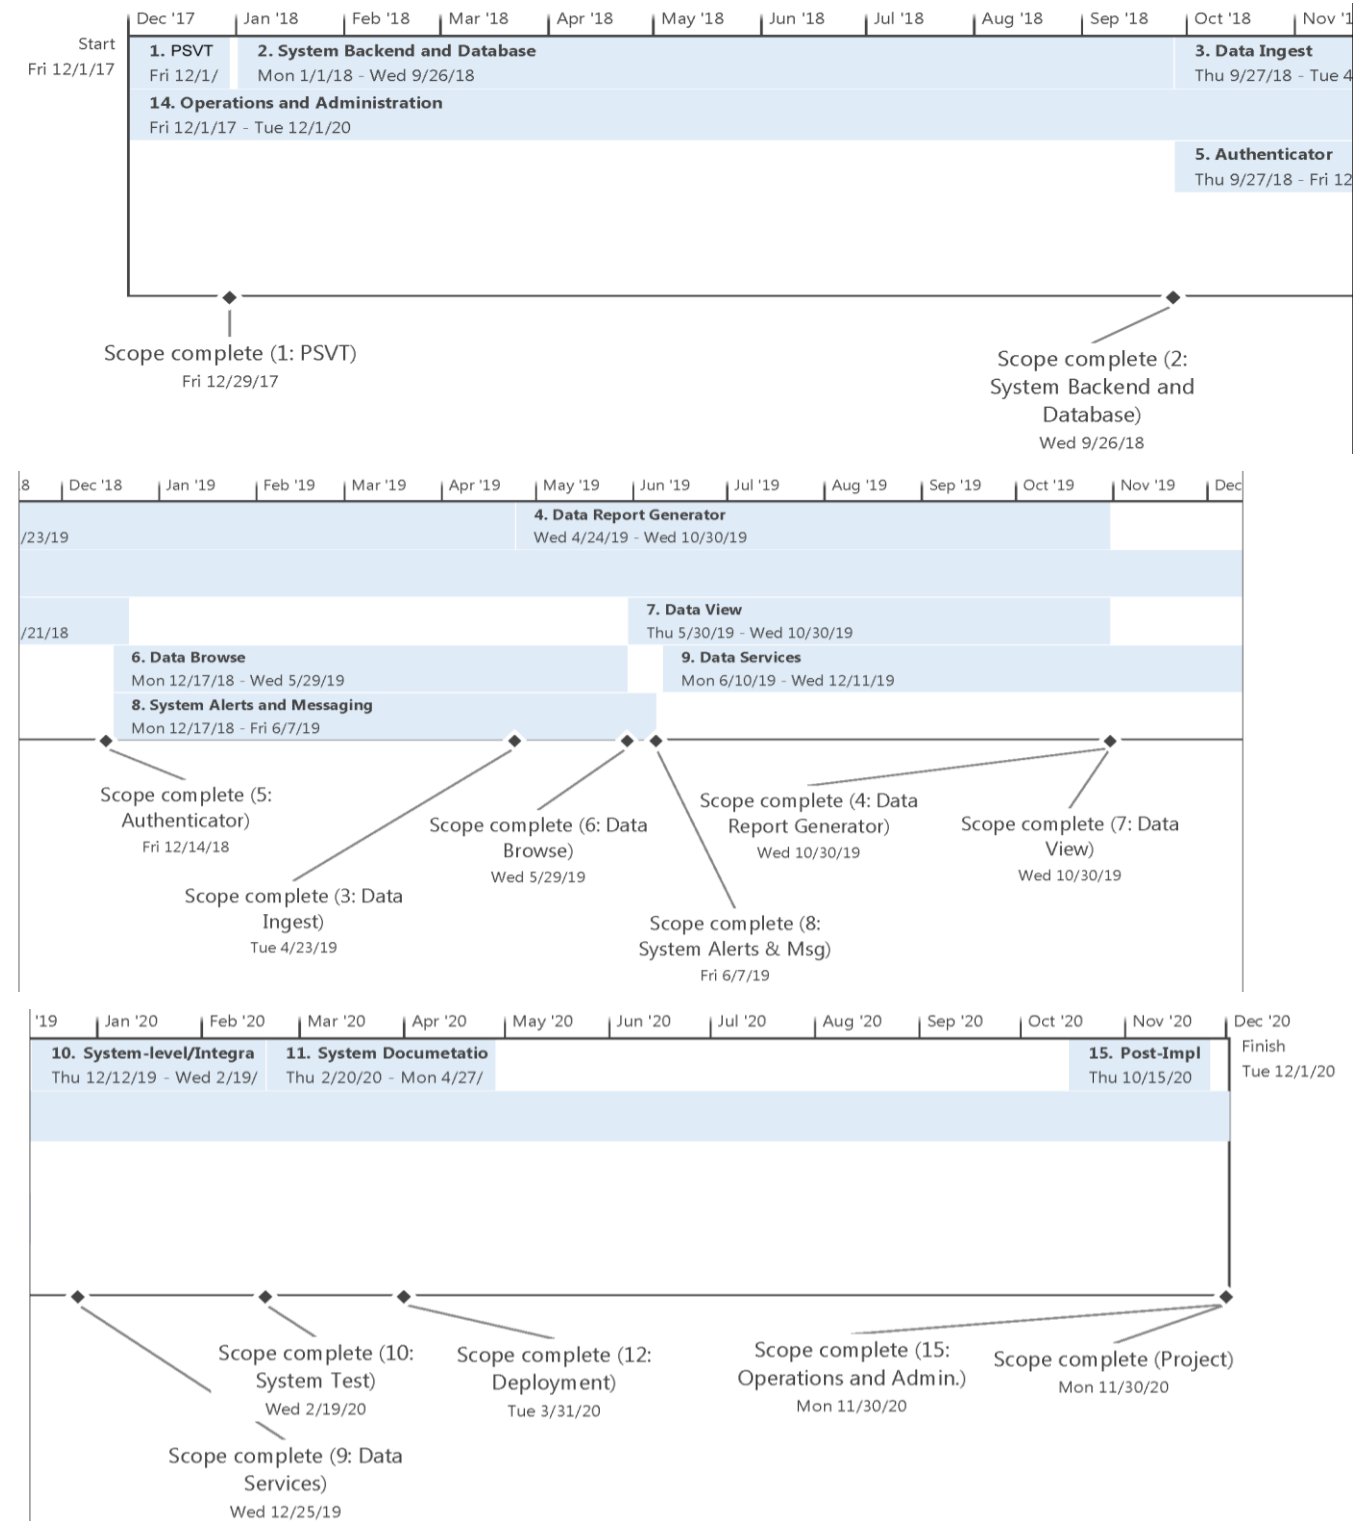 Dec '17 Jan '18 Feb '18 Mar '18 Apr '18 May '18 Jun '18 Jul '18 Aug '18 Sep '18 Oct '18 Nov '1
Start
Fri 12/1/17
1. PSVT
Fri 12/1/
2. System Backend and Database
Mon 1/1/18 - Wed 9/26/18
3. Data Ingest
Thu 9/27/18 - Tue 4
14. Operations and Administration
Fri 12/1/17 - Tue 12/1/20
5. Authenticator
Thu 9/27/18 - Fri 12
Scope complete (1: PSVT)
Fri 12/29/17
Scope complete (2:
System Backend and
Database)
Wed 9/26/18
8 Dec '18 Jan '19 Feb '19 Mar '19 Apr '19 May '19 Jun '19 Jul '19 Aug '19 Sep '19 Oct '19 Nov '19 Dec
/23/19
4. Data Report Generator
Wed 4/24/19 - Wed 10/30/19
/21/18
7. Data View
Thu 5/30/19 - Wed 10/30/19
6. Data Browse
Mon 12/17/18 - Wed 5/29/19
9. Data Services
Mon 6/10/19 - Wed 12/11/19
8. System Alerts and Messaging
Mon 12/17/18 - Fri 6/7/19
Scope complete (5:
Authenticator)
Fri 12/14/18
Scope complete (3: Data
Ingest)
Tue 4/23/19
Scope complete (6: Data
Browse)
Wed 5/29/19
Scope complete (8:
System Alerts & Msg)
Fri 6/7/19
Scope complete (4: Data
Report Generator)
Wed 10/30/19
Scope complete (7: Data
View)
Wed 10/30/19
'19 Jan '20 Feb '20 Mar '20 Apr '20 May '20 Jun '20 Jul '20 Aug '20 Sep '20 Oct '20 Nov '20 Dec '20
10. System-level/Integra
Thu 12/12/19 - Wed 2/19/
11. System Documetatio
Thu 2/20/20 - Mon 4/27/
15. Post-Impl
Thu 10/15/20
Finish
Tue 12/1/20
Scope complete (9: Data
Services)
Wed 12/25/19
Scope complete (10:
System Test)
Wed 2/19/20
Scope complete (12:
Deployment)
Tue 3/31/20
Scope complete (15:
Operations and Admin.)
Mon 11/30/20
Scope complete (Project)
Mon 11/30/20